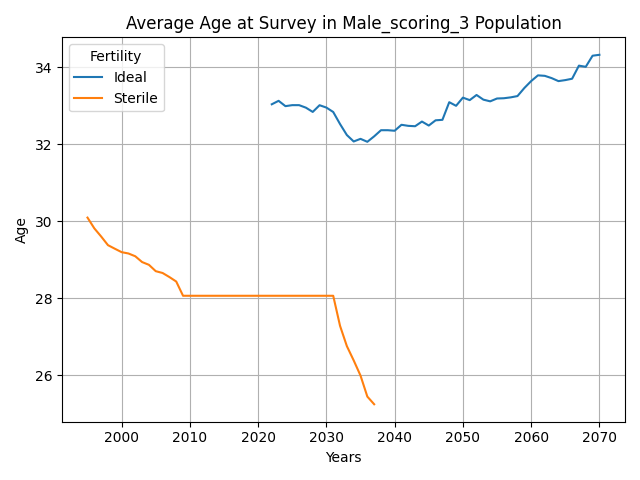 Average Age at Survey in Male_scoring_3 Population
Fertility
Ideal
Sterile
Age
34
32
30
28
26
2000 2010 2020 2030 2040 2050 2060 2070
Years